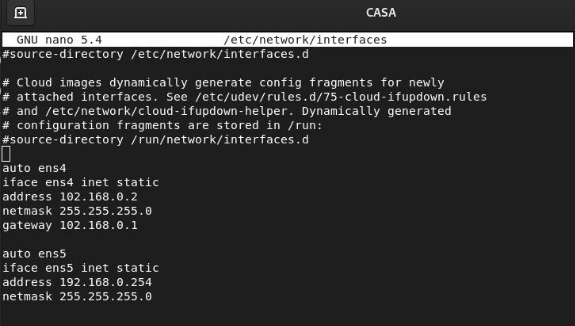 CASA
GNU nano 5.4 /etc/network/interfaces
#source-directory /etc/network/interfaces.d
# Cloud images dynamically generate config fragments for newly
# attached interfaces. See /etc/udev/rules.d/75-cloud-ifupdown.rules
# and /etc/network/cloud-ifupdown-helper. Dynamically generated
# configuration fragments are stored in /run:
#source-directory /run/network/interfaces.d
auto ens4
iface ens4 inet static
address 102.168.0.2
netmask 255.255.255.0
gateway 102.168.0.1
auto ens5
iface ens5 inet static
address 192.168.0.254
netmask 255.255.255.0